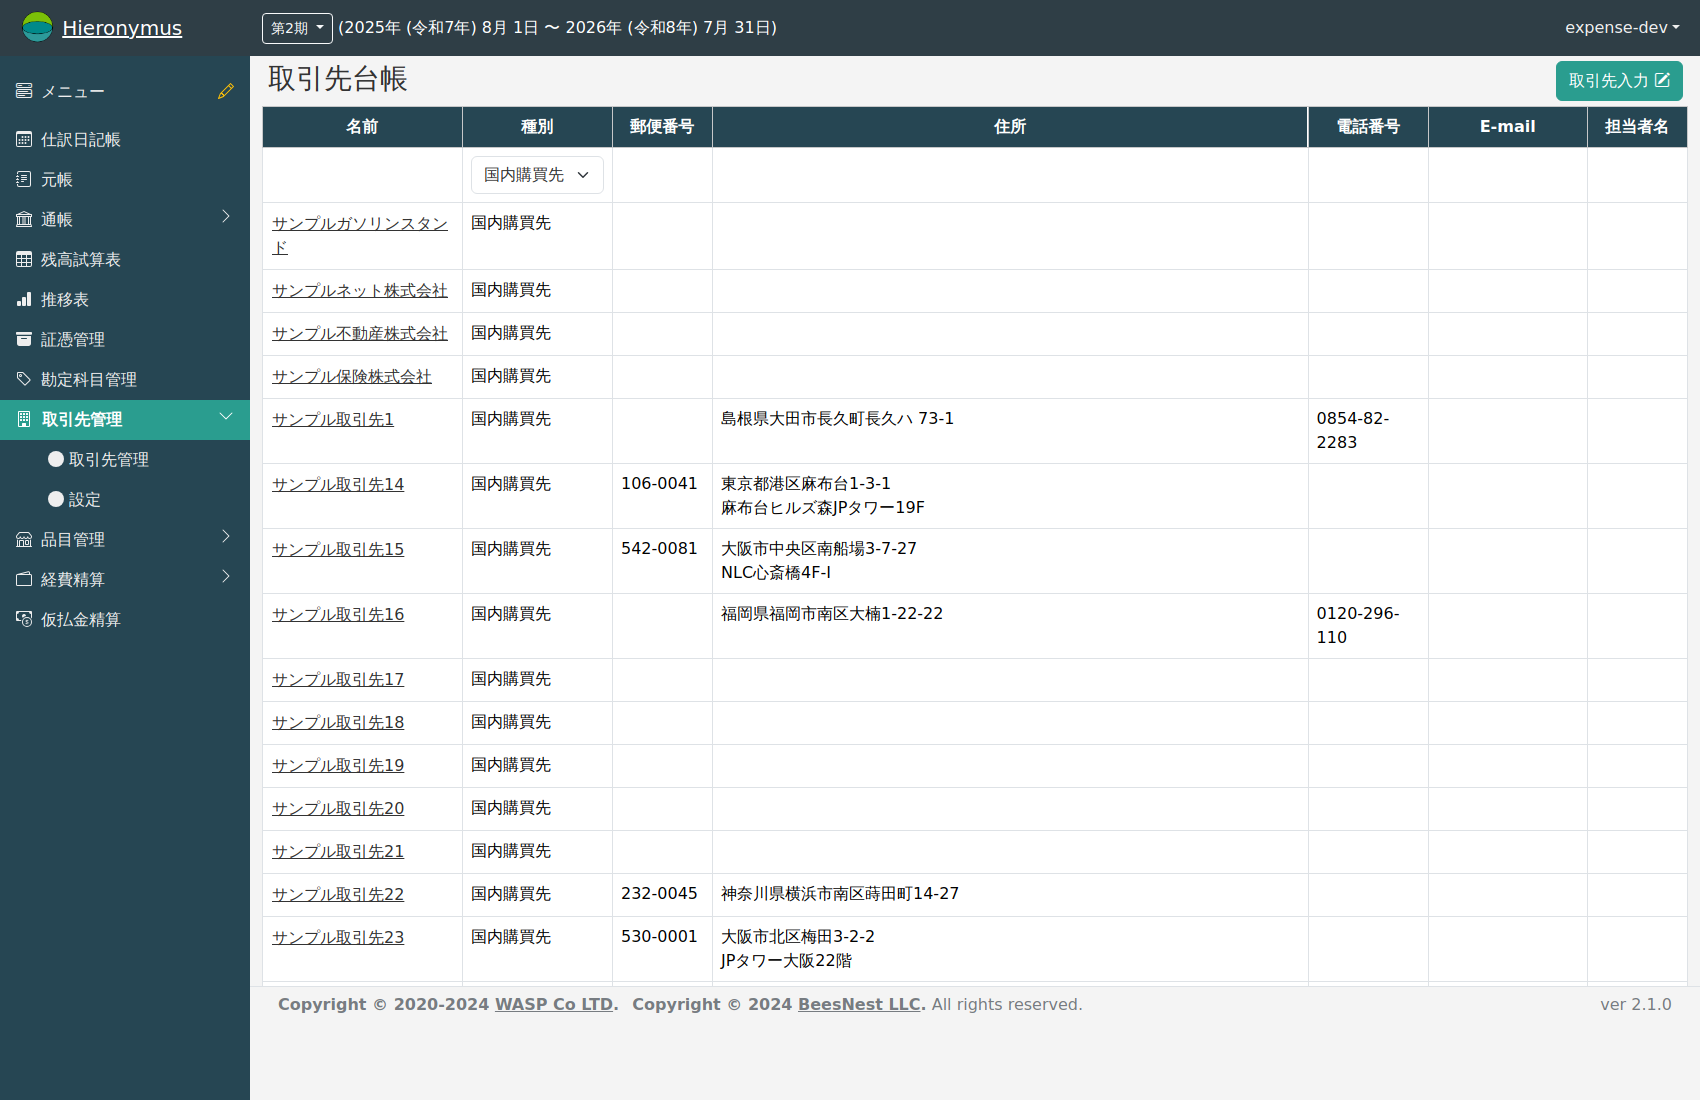 Hieronymus
第2期 (2025年 (令和7年) 8月 1日 〜 2026年 (令和8年) 7月 31日)
expense-dev
メニュー
仕訳日記帳
元帳
通帳
残高試算表
推移表
証憑管理
勘定科目管理
取引先管理
取引先管理
設定
品目管理
経費精算
仮払金精算
取引先台帳
取引先入力
名前 種別 郵便番号 住所 電話番号 E-mail 担当者名
国内購買先
サンプルガソリンスタン 国内購買先
ド
サンプルネット株式会社 国内購買先
サンプル不動産株式会社 国内購買先
サンプル保険株式会社 国内購買先
サンプル取引先1 国内購買先 島根県大田市長久町長久ハ 73-1 0854-82-
2283
サンプル取引先14 国内購買先 106-0041 東京都港区麻布台1-3-1
麻布台ヒルズ森JPタワー19F
サンプル取引先15 国内購買先 542-0081 大阪市中央区南船場3-7-27
NLC心斎橋4F-I
サンプル取引先16 国内購買先 福岡県福岡市南区大楠1-22-22 0120-296-
110
サンプル取引先17 国内購買先
サンプル取引先18 国内購買先
サンプル取引先19 国内購買先
サンプル取引先20 国内購買先
サンプル取引先21 国内購買先
サンプル取引先22 国内購買先 232-0045 神奈川県横浜市南区蒔田町14-27
サンプル取引先23 国内購買先 530-0001 大阪市北区梅田3-2-2
JPタワー大阪22階
Copyright © 2020-2024 WASP Co LTD. Copyright © 2024 BeesNest LLC. All rights reserved. ver 2.1.0